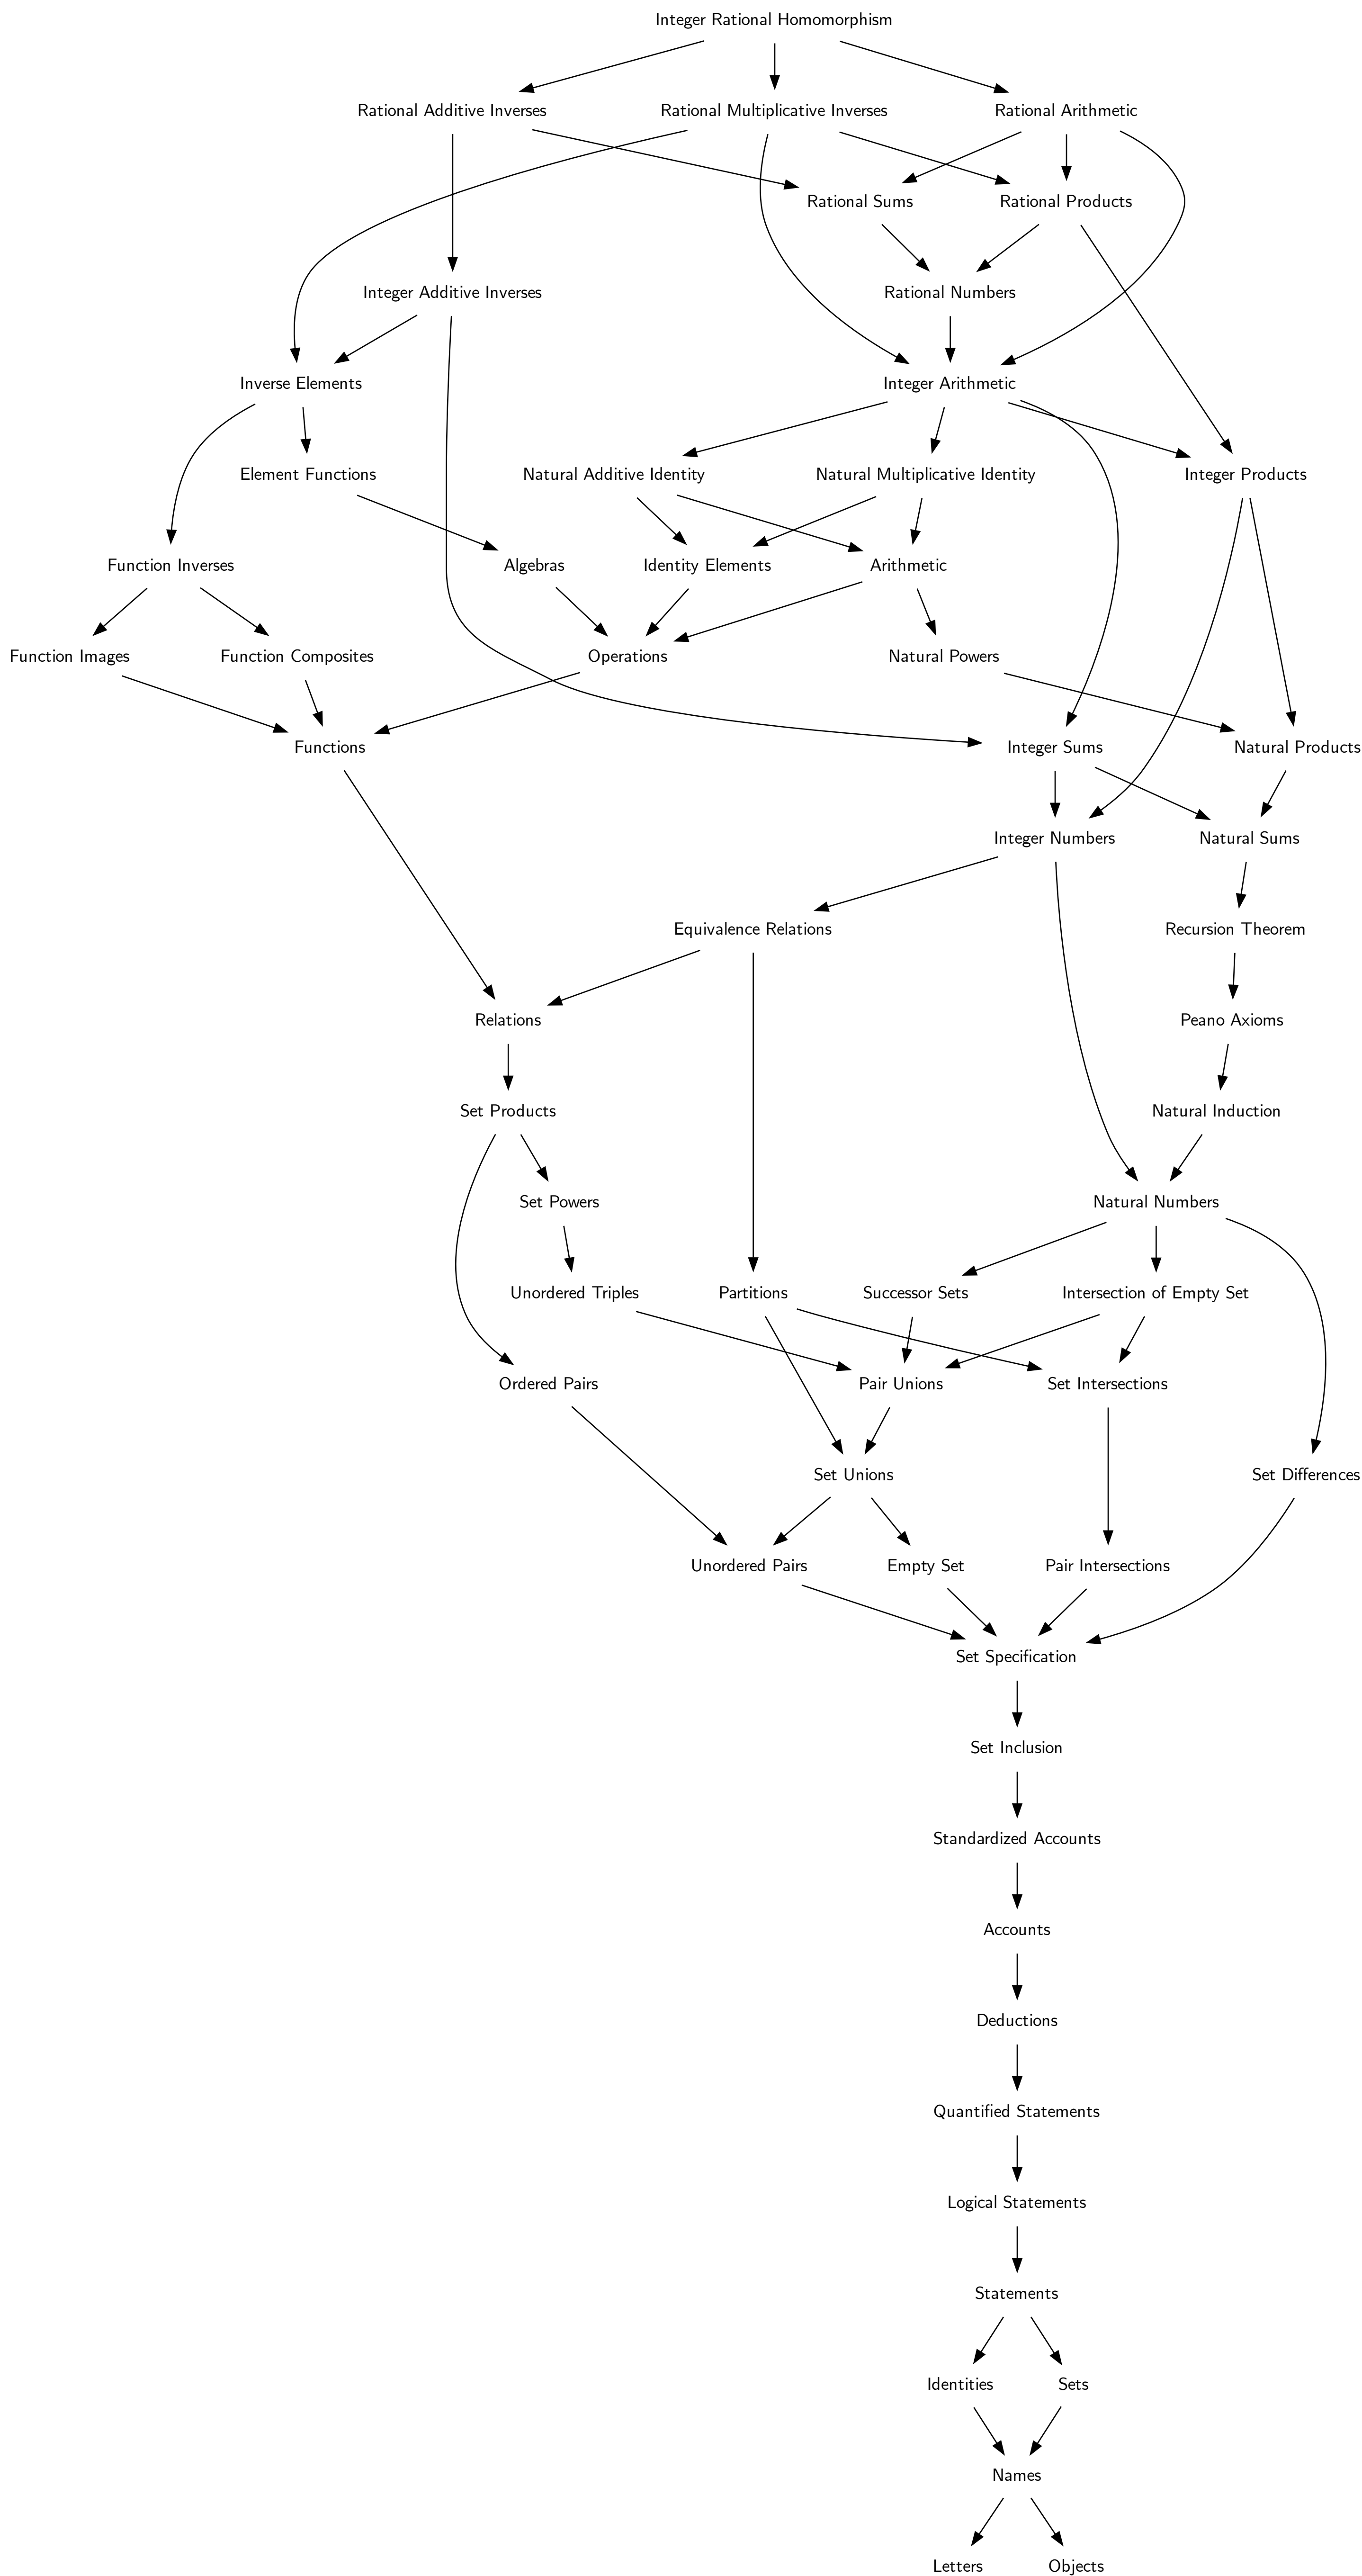 Integer Rational Homomorphism
Rational Additive Inverses
Rational Multiplicative Inverses
Rational Arithmetic
Rational Sums
Rational Products
Integer Additive Inverses
Rational Numbers
Inverse Elements
Integer Arithmetic
Element Functions
Natural Additive Identity
Natural Multiplicative Identity
Integer Products
Function Inverses
Algebras
Identity Elements
Arithmetic
Function Images
Function Composites
Operations
Natural Powers
Functions
Integer Sums
Natural Products
Integer Numbers
Natural Sums
Equivalence Relations
Recursion Theorem
Relations
Peano Axioms
Set Products
Natural Induction
Set Powers
Natural Numbers
Unordered Triples
Partitions
Successor Sets
Intersection of Empty Set
Ordered Pairs
Pair Unions
Set Intersections
Set Unions
Set Differences
Unordered Pairs
Empty Set
Pair Intersections
Set Specification
Set Inclusion
Standardized Accounts
Accounts
Deductions
Quantified Statements
Logical Statements
Statements
Identities
Sets
Names
Letters
Objects